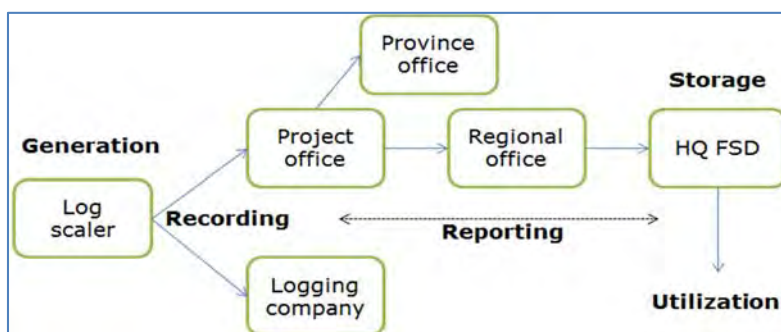 Province
office
Storage
Generation
Project
office
Regional
office
HQ FSD
Log
scaler
Recording
Reporting
Logging
company
Utilization